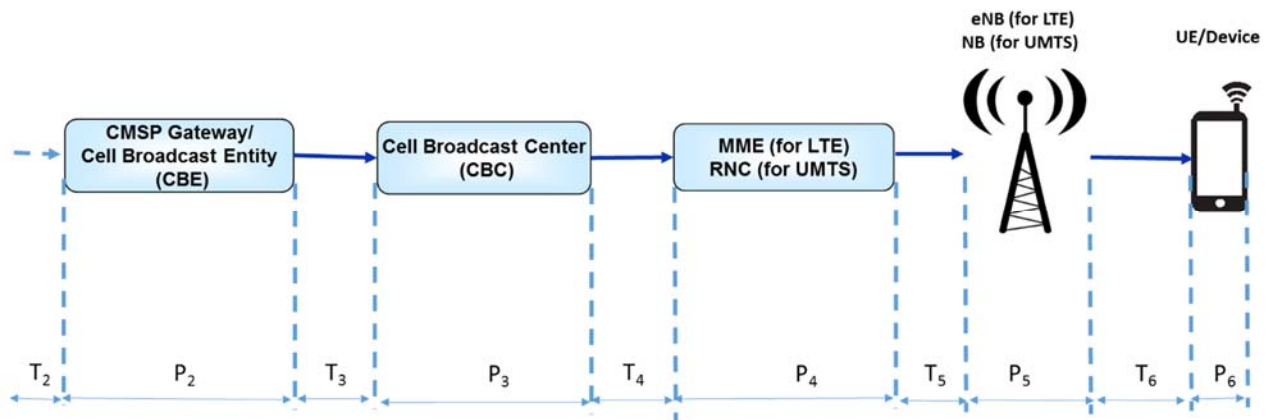 eNB (for LTE)
NB (for UMTS)
UE/Device
CMSP Gateway/
Cell Broadcast Entity
(CBE)
Cell Broadcast Center
(CBC)
MME (for LTE)
RNC (for UMTS)
T₂ P₂ T₃ P₃ T₄ P₄ T₅ P₅ T₆ P₆